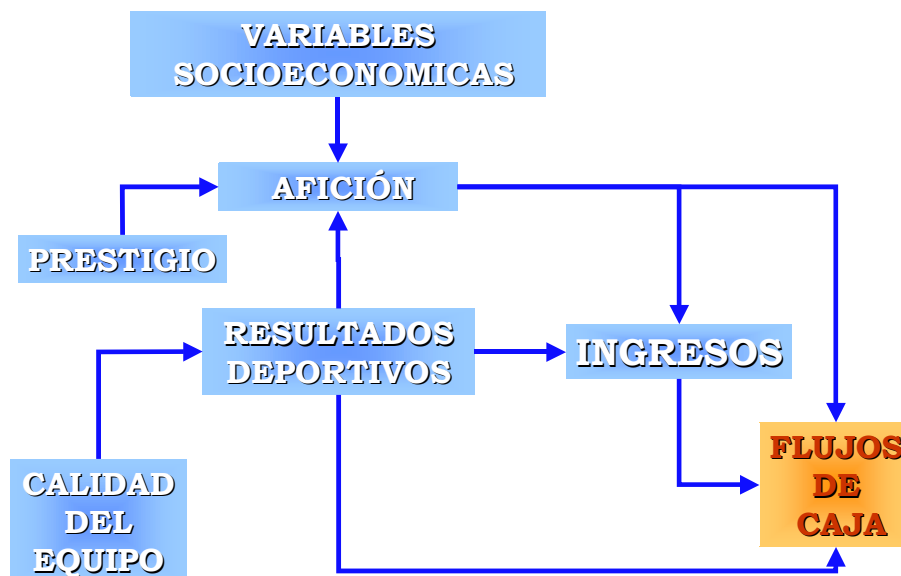 VARIABLES
SOCIOECONOMICAS
AFICIÓN
PRESTIGIO
RESULTADOS
DEPORTIVOS
INGRESOS
CALIDAD
DEL
EQUIPO
FLUJOS
DE
CAJA